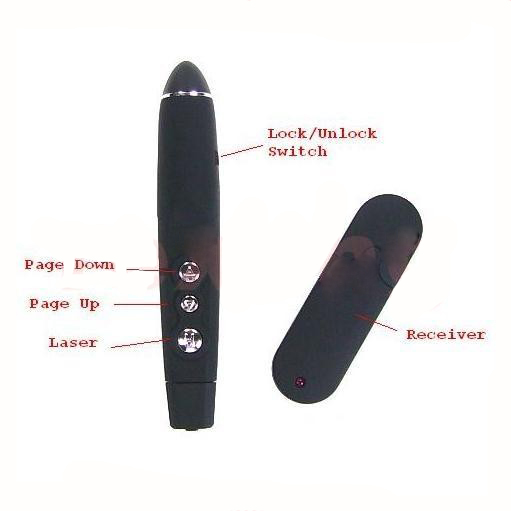 Lock/Unlock
Switch
Page Down
Page Up
Laser
Receiver